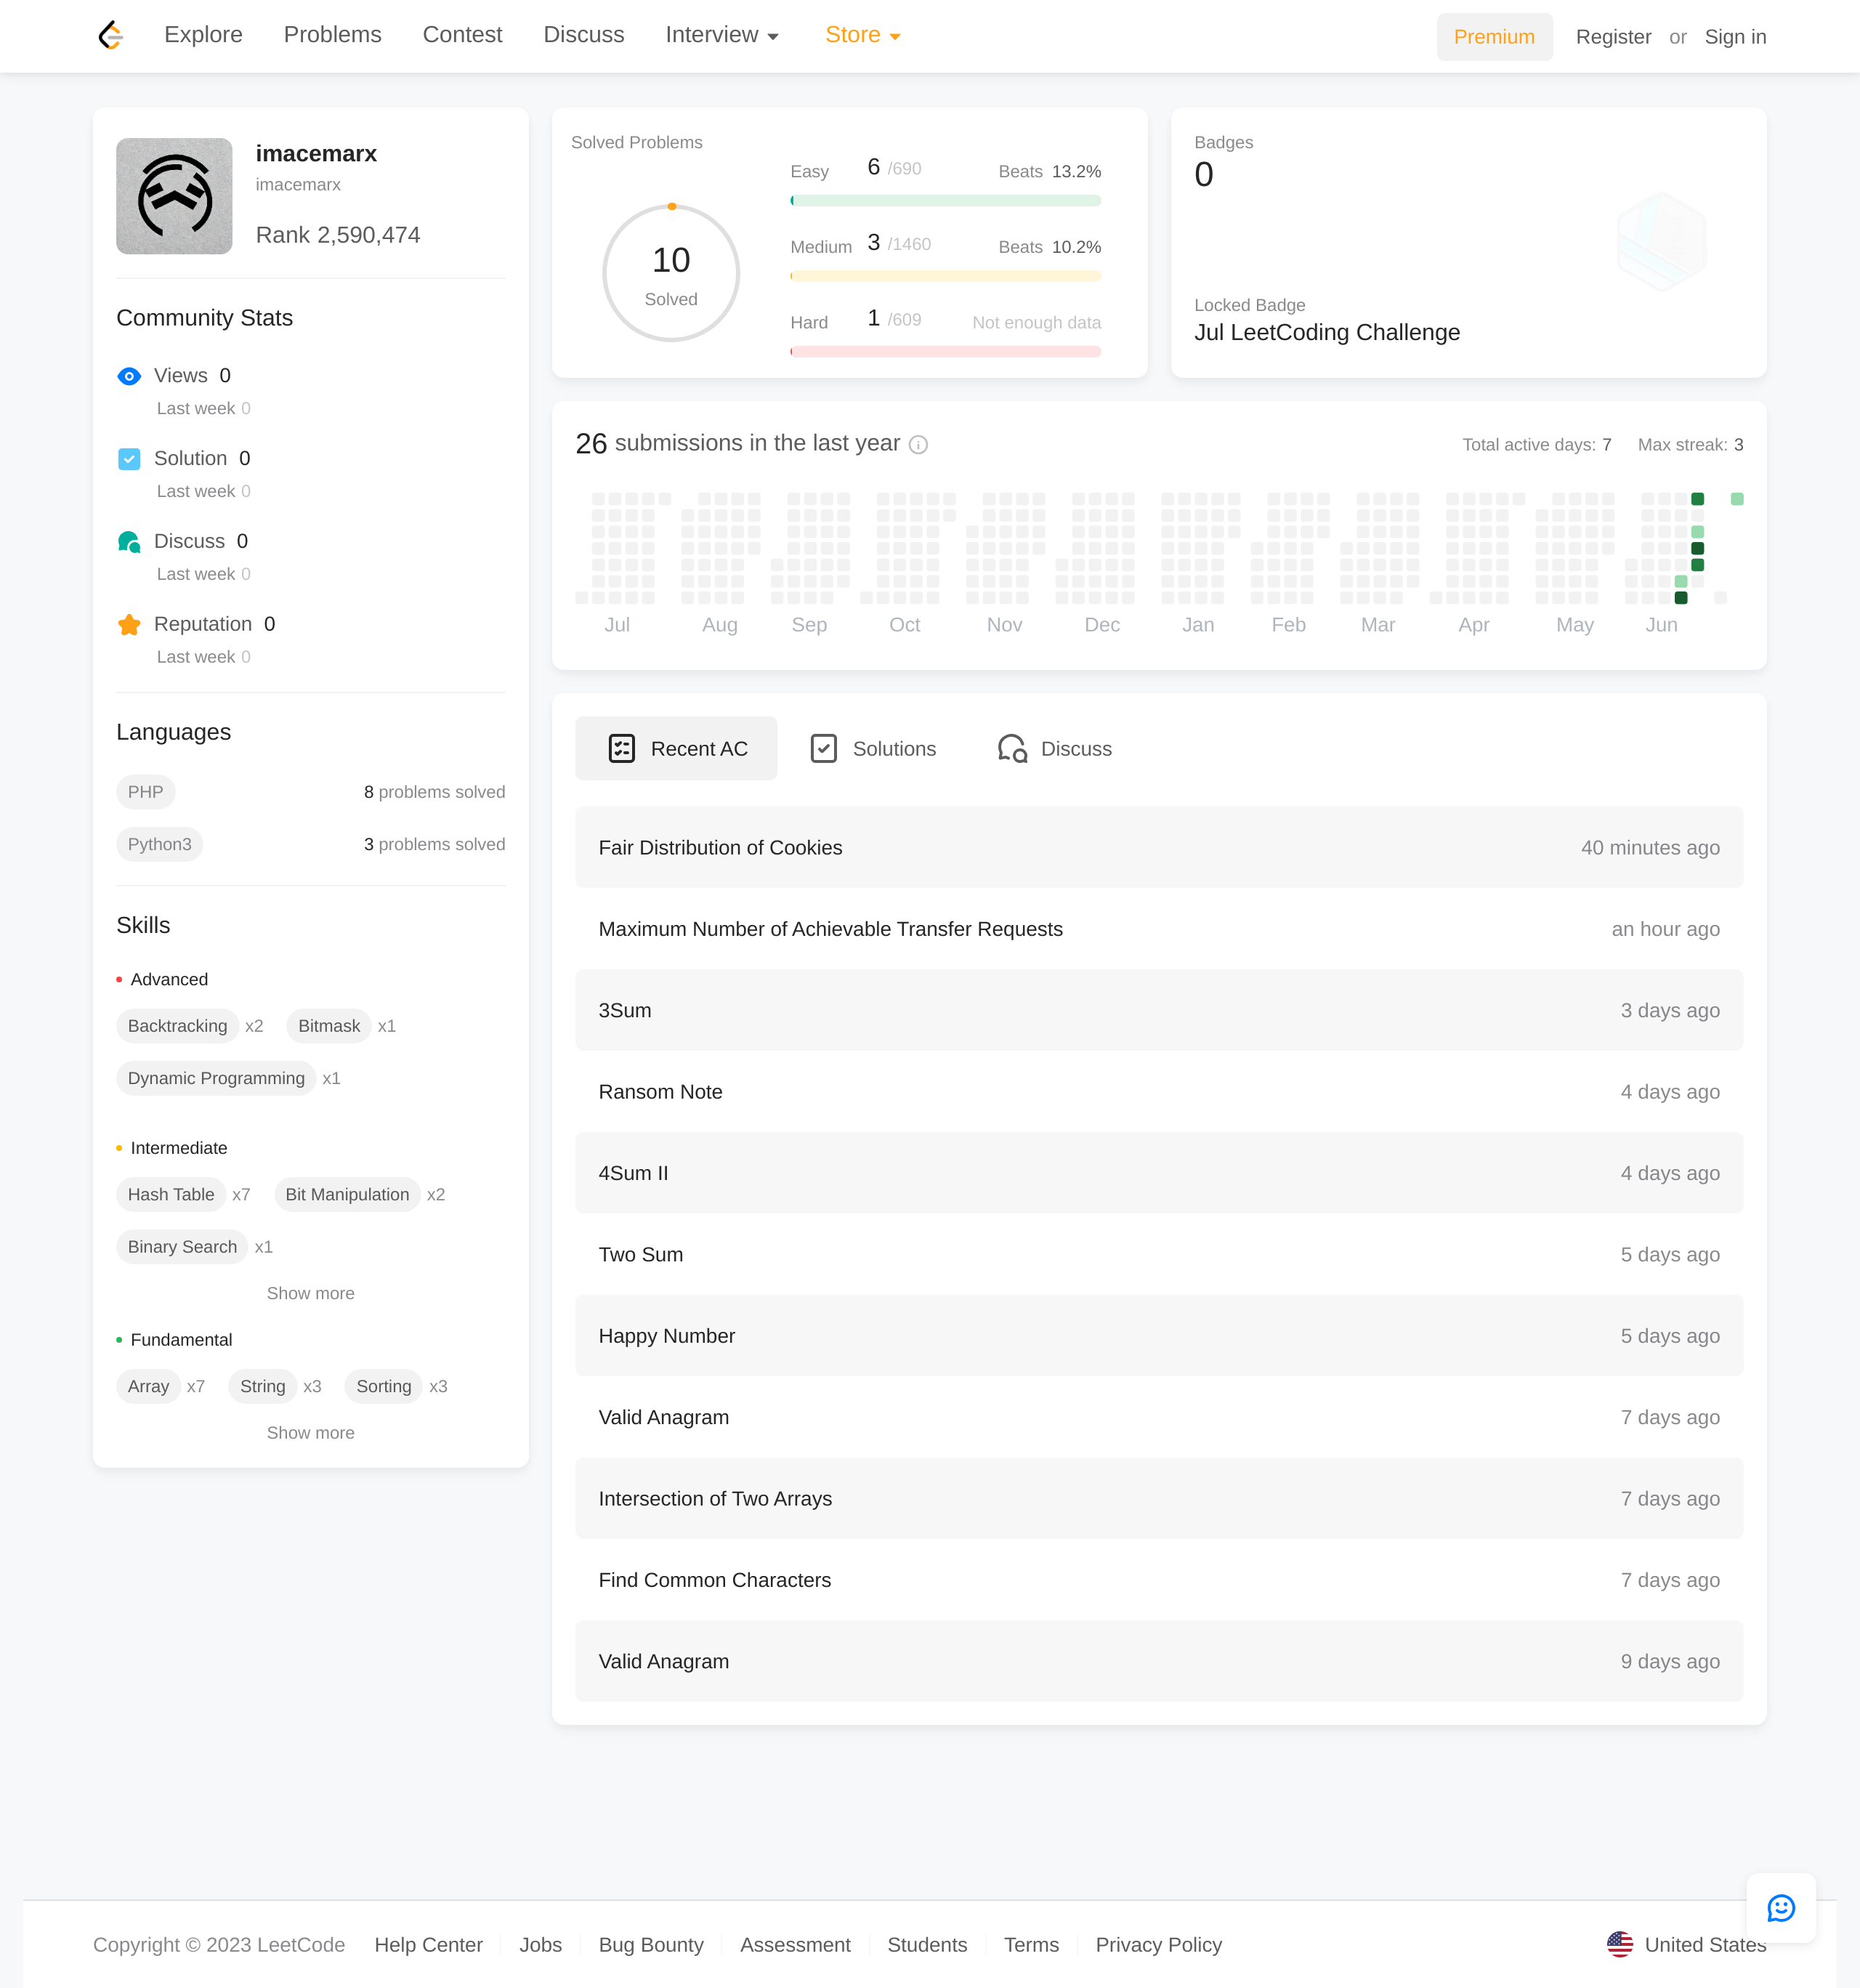 Explore Problems Contest Discuss Interview Store Premium Register or Sign in
imacemarx
imacemarx
Rank 2,590,474
Community Stats
Views 0
Last week 0
Solution 0
Last week 0
Discuss 0
Last week 0
Reputation 0
Last week 0
Languages
PHP 8 problems solved
Python3 3 problems solved
Skills
Advanced
Backtracking x2 Bitmask x1
Dynamic Programming x1
Intermediate
Hash Table x7 Bit Manipulation x2
Binary Search x1
Show more
Fundamental
Array x7 String x3 Sorting x3
Show more
Solved Problems
10
Solved
Easy 6 /690 Beats 13.2%
Medium 3 /1460 Beats 10.2%
Hard 1 /609 Not enough data
Badges
0
Locked Badge
Jul LeetCoding Challenge
26 submissions in the last year Total active days: 7 Max streak: 3
Jul Aug Sep Oct Nov Dec Jan Feb Mar Apr May Jun
Recent AC Solutions Discuss
Fair Distribution of Cookies 40 minutes ago
Maximum Number of Achievable Transfer Requests an hour ago
3Sum 3 days ago
Ransom Note 4 days ago
4Sum II 4 days ago
Two Sum 5 days ago
Happy Number 5 days ago
Valid Anagram 7 days ago
Intersection of Two Arrays 7 days ago
Find Common Characters 7 days ago
Valid Anagram 9 days ago
Copyright © 2023 LeetCode Help Center Jobs Bug Bounty Assessment Students Terms Privacy Policy United States